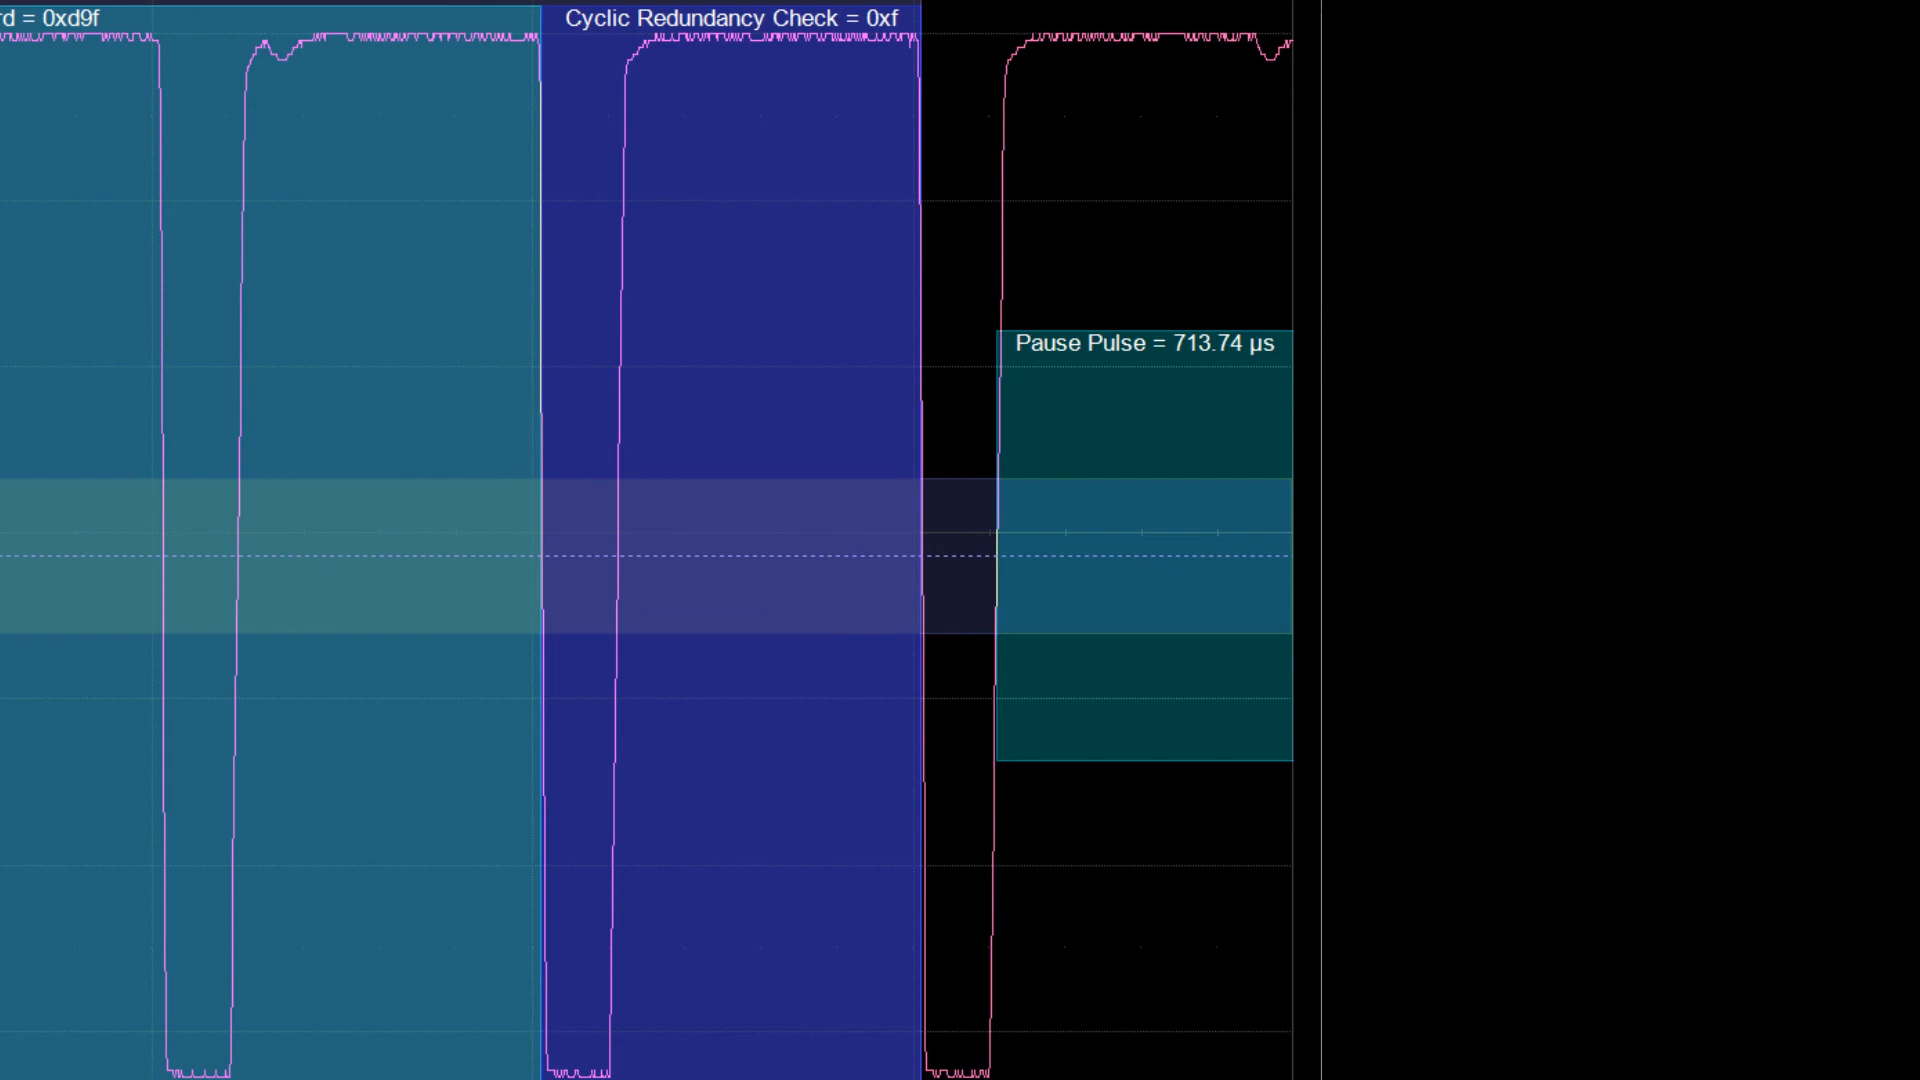 rd = 0xd9f
Cyclic Redundancy Check = 0xf
Pause Pulse = 713.74 µs